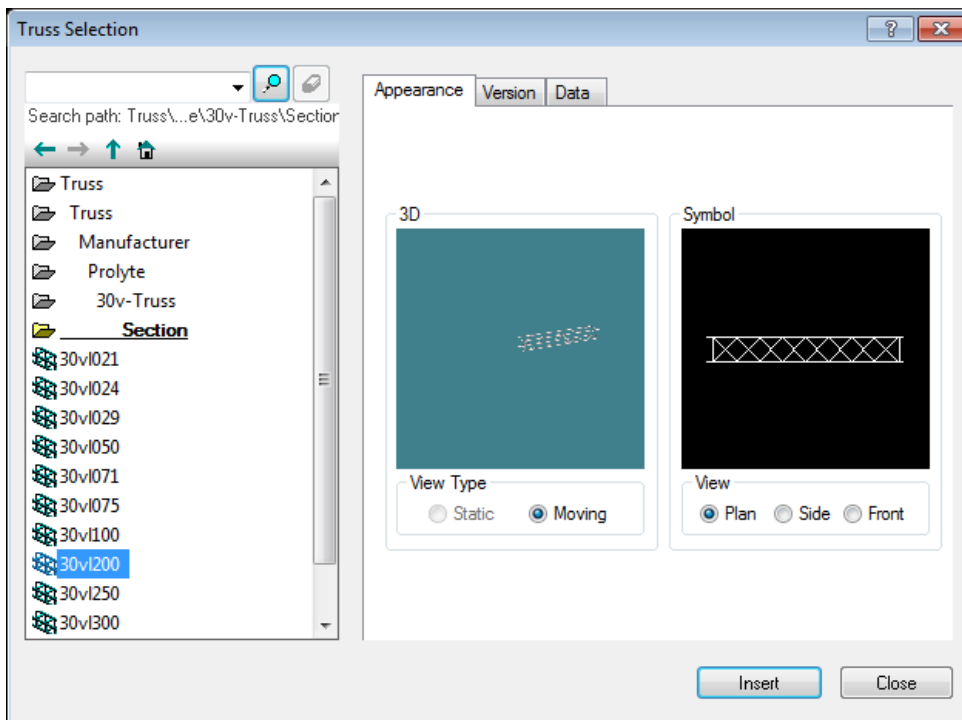 Truss Selection
Search path: Truss\...e\30v-Truss\Section
Truss
Truss
Manufacturer
Prolyte
30v-Truss
Section
30vl021
30vl024
30vl029
30vl050
30vl071
30vl075
30vl100
30vl200
30vl250
30vl300
Appearance Version Data
3D
View Type
Static Moving
Symbol
View
Plan Side Front
Insert Close